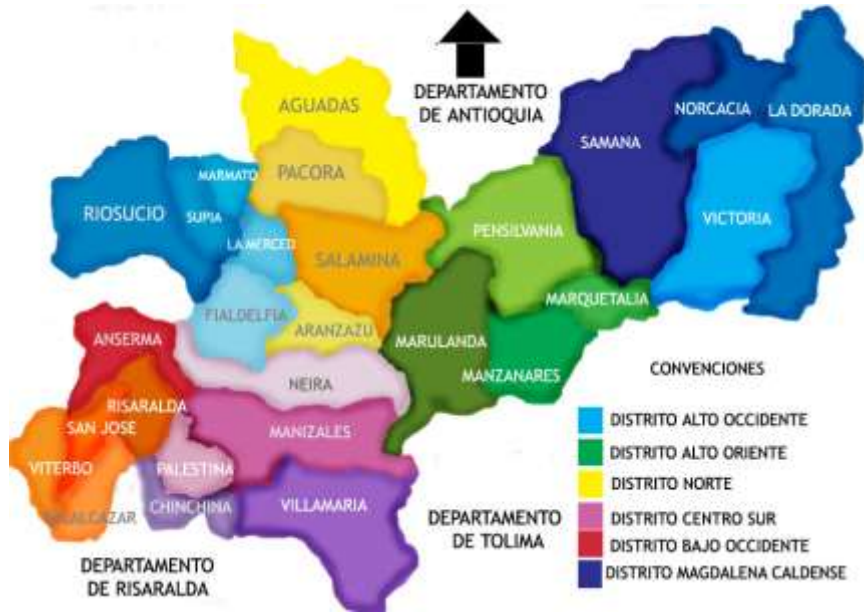 DEPARTAMENTO
DE ANTIOQUIA
AGUADAS
NORCACIA
LA DORADA
SAMANA
MARMATO
PACORA
RIOSUCIO
SUPIA
VICTORIA
LA MERCED
PENSILVANIA
SALAMINA
MARQUETALIA
FIALDELFIA
ARANZAZU
ANSERMA
MARULANDA
MANZANARES
NEIRA
CONVENCIONES
RISARALDA
SAN JOSE
MANIZALES
VITERBO
PALESTINA
CHINCHINA
VILLAMARIA
BALALCAZAR
DISTRITO ALTO OCCIDENTE
DISTRITO ALTO ORIENTE
DISTRITO NORTE
DISTRITO CENTRO SUR
DISTRITO BAJO OCCIDENTE
DISTRITO MAGDALENA CALDENSE
DEPARTAMENTO
DE TOLIMA
DEPARTAMENTO
DE RISARALDA